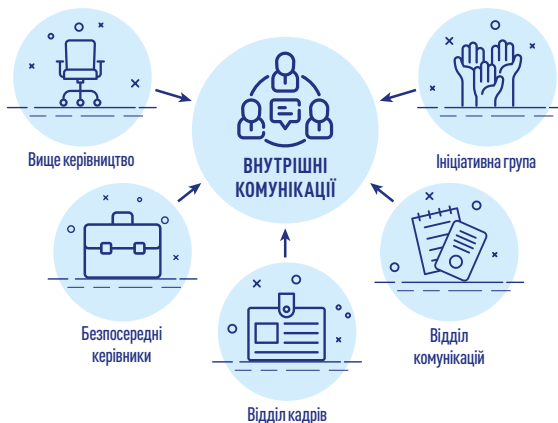 ВНУТРІШНІ
КОМУНІКАЦІЇ
Вище керівництво
Ініціативна група
Безпосередні
керівники
Відділ
комунікацій
Відділ кадрів